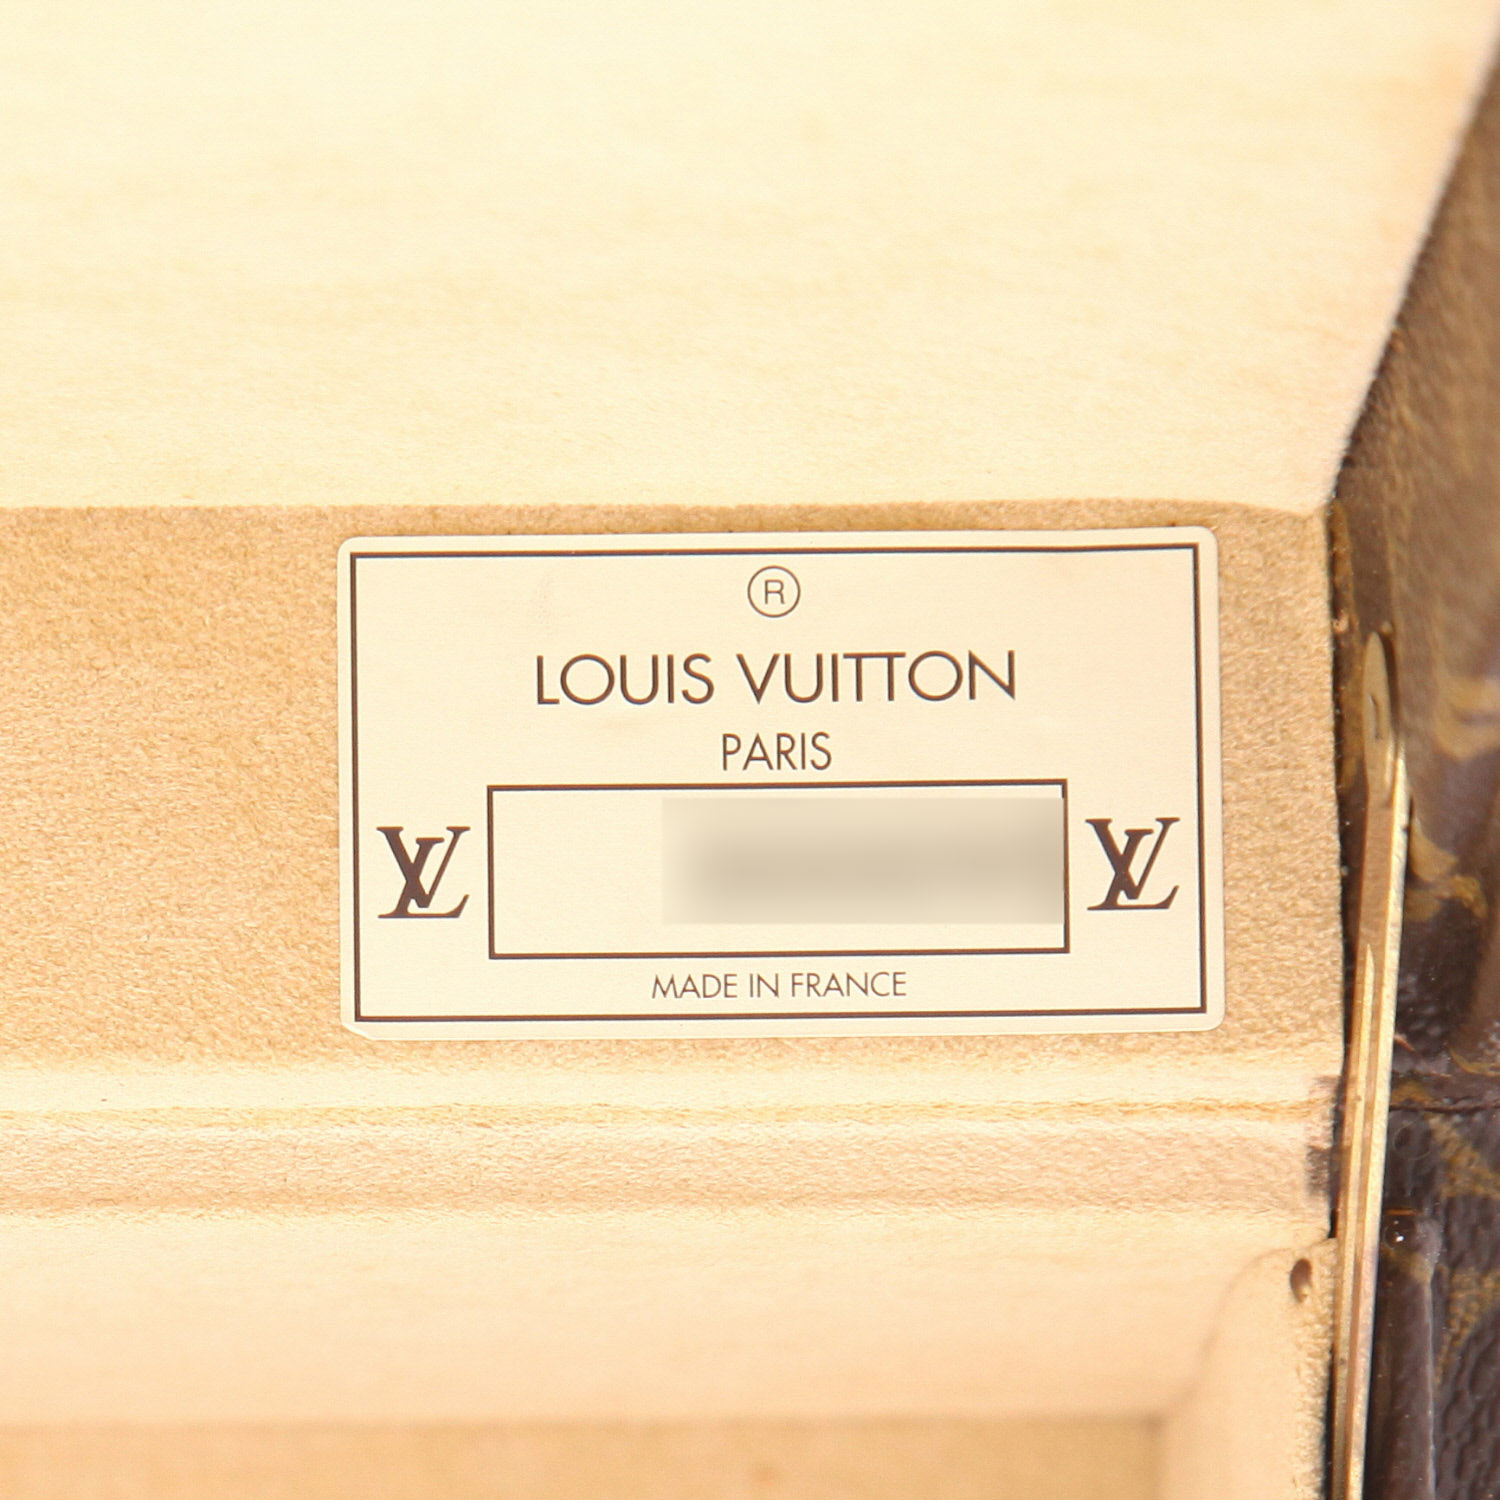 ®
LOUIS VUITTON
PARIS
LV LV
MADE IN FRANCE